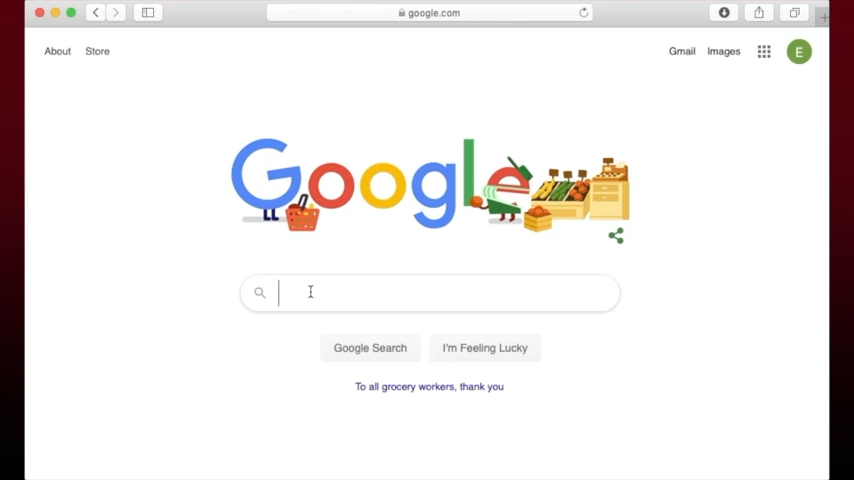 google.com
About Store Gmail Images E
Google
Google Search I'm Feeling Lucky
To all grocery workers, thank you